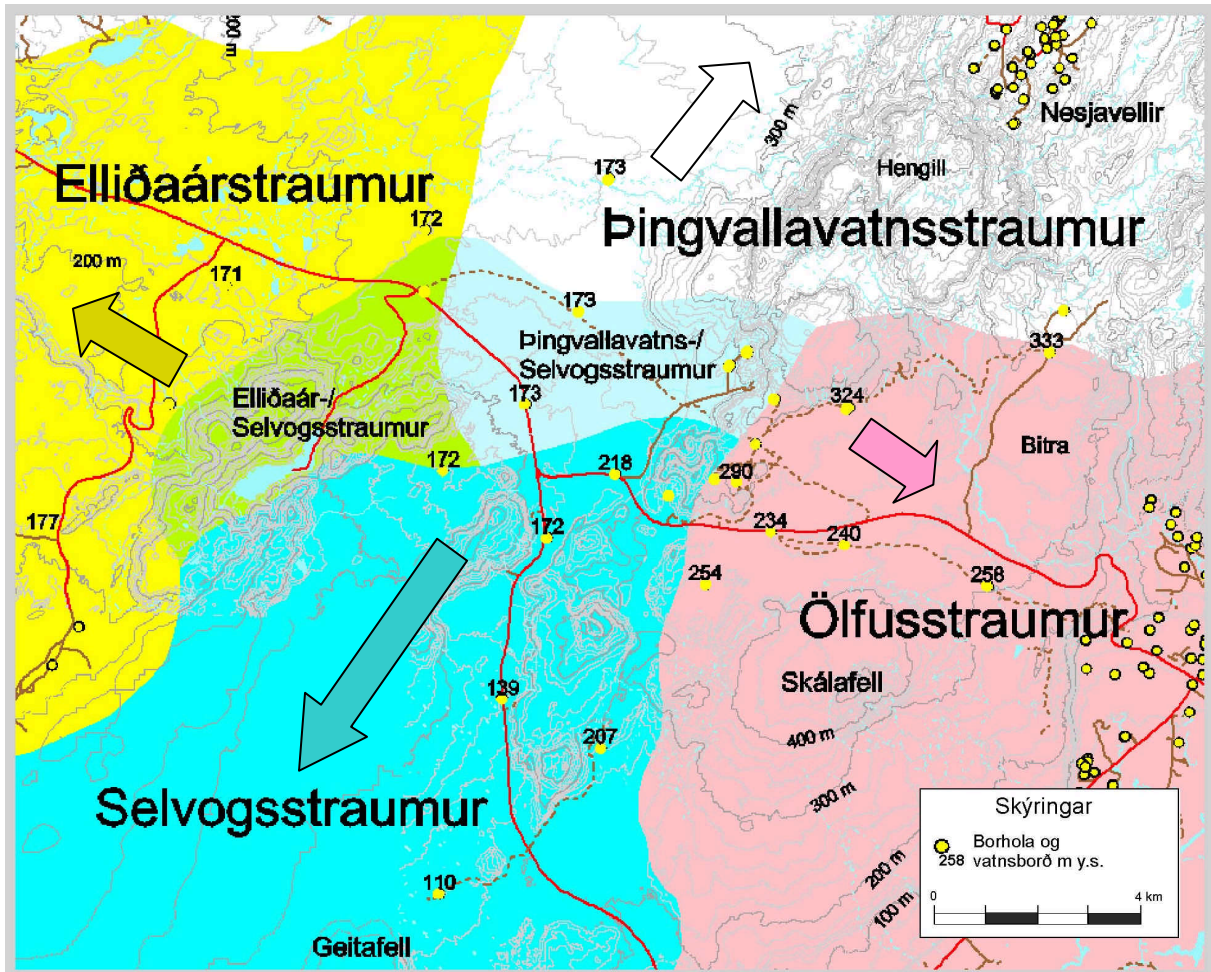 200 m
Nesjavellir
300 m
Hengill
173
Elliðaárstraumur
172
Þingvallavatnsstraumur
200 m
171
173
Þingvallavatns-/
Selvogsstraumur
333
173
Elliðaár-/
Selvogsstraumur
324
Bitra
172
218
290
177
172
234
240
254
258
Ölfusstraumur
Skálafell
139
207
400 m
300 m
Selvogsstraumur
200 m
100 m
110
Geitafell
Skýringar
Borhola og
258 vatnsborð m y.s.
0 4 km